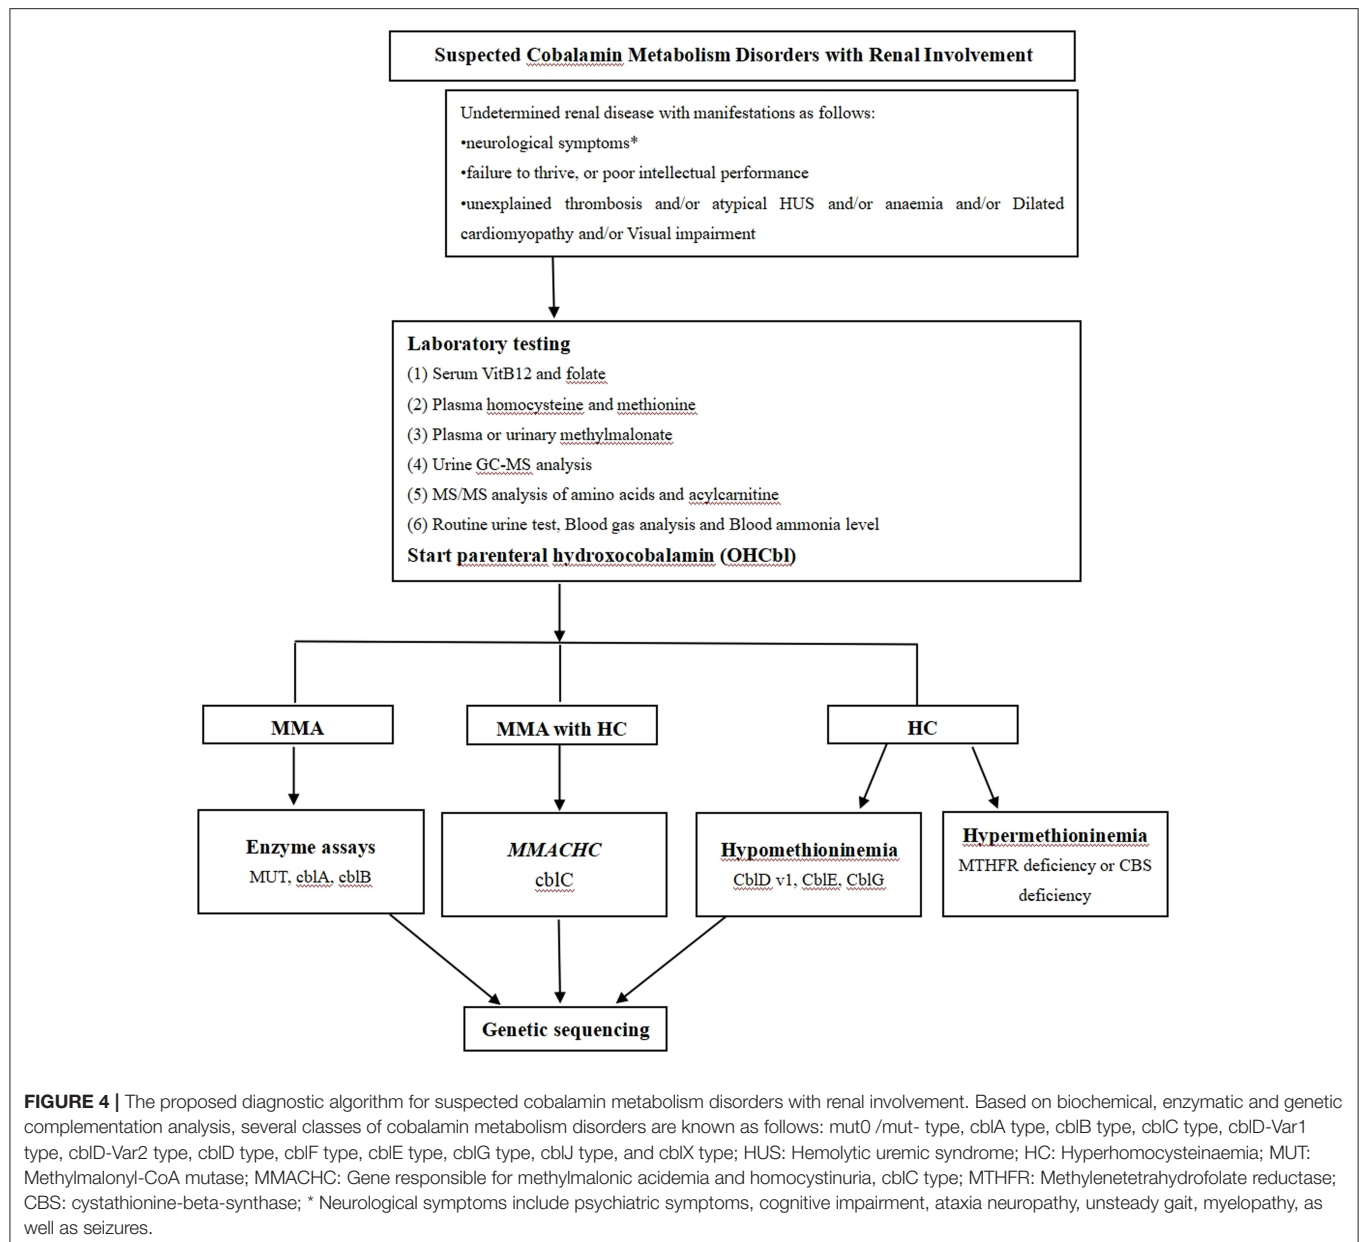 Suspected Cobalamin Metabolism Disorders with Renal Involvement
Undetermined renal disease with manifestations as follows:
•neurological symptoms*
•failure to thrive, or poor intellectual performance
•unexplained thrombosis and/or atypical HUS and/or anaemia and/or Dilated
cardiomyopathy and/or Visual impairment
Laboratory testing
(1) Serum VitB12 and folate
(2) Plasma homocysteine and methionine
(3) Plasma or urinary methylmalonate
(4) Urine GC-MS analysis
(5) MS/MS analysis of amino acids and acylcarnitine
(6) Routine urine test, Blood gas analysis and Blood ammonia level
Start parenteral hydroxocobalamin (OHCbl)
MMA
MMA with HC
HC
Enzyme assays
MUT, cblA, cblB
MMACHC
cblC
Hypomethioninemia
CblD v1, CblE, CblG
Hypermethioninemia
MTHFR deficiency or CBS
deficiency
Genetic sequencing
FIGURE 4 | The proposed diagnostic algorithm for suspected cobalamin metabolism disorders with renal involvement. Based on biochemical, enzymatic and genetic
complementation analysis, several classes of cobalamin metabolism disorders are known as follows: mut0 /mut- type, cblA type, cblB type, cblC type, cblD-Var1
type, cblD-Var2 type, cblD type, cblF type, cblE type, cblG type, cblJ type, and cblX type; HUS: Hemolytic uremic syndrome; HC: Hyperhomocysteinaemia; MUT:
Methylmalonyl-CoA mutase; MMACHC: Gene responsible for methylmalonic acidemia and homocystinuria, cblC type; MTHFR: Methylenetetrahydrofolate reductase;
CBS: cystathionine-beta-synthase; * Neurological symptoms include psychiatric symptoms, cognitive impairment, ataxia neuropathy, unsteady gait, myelopathy, as
well as seizures.